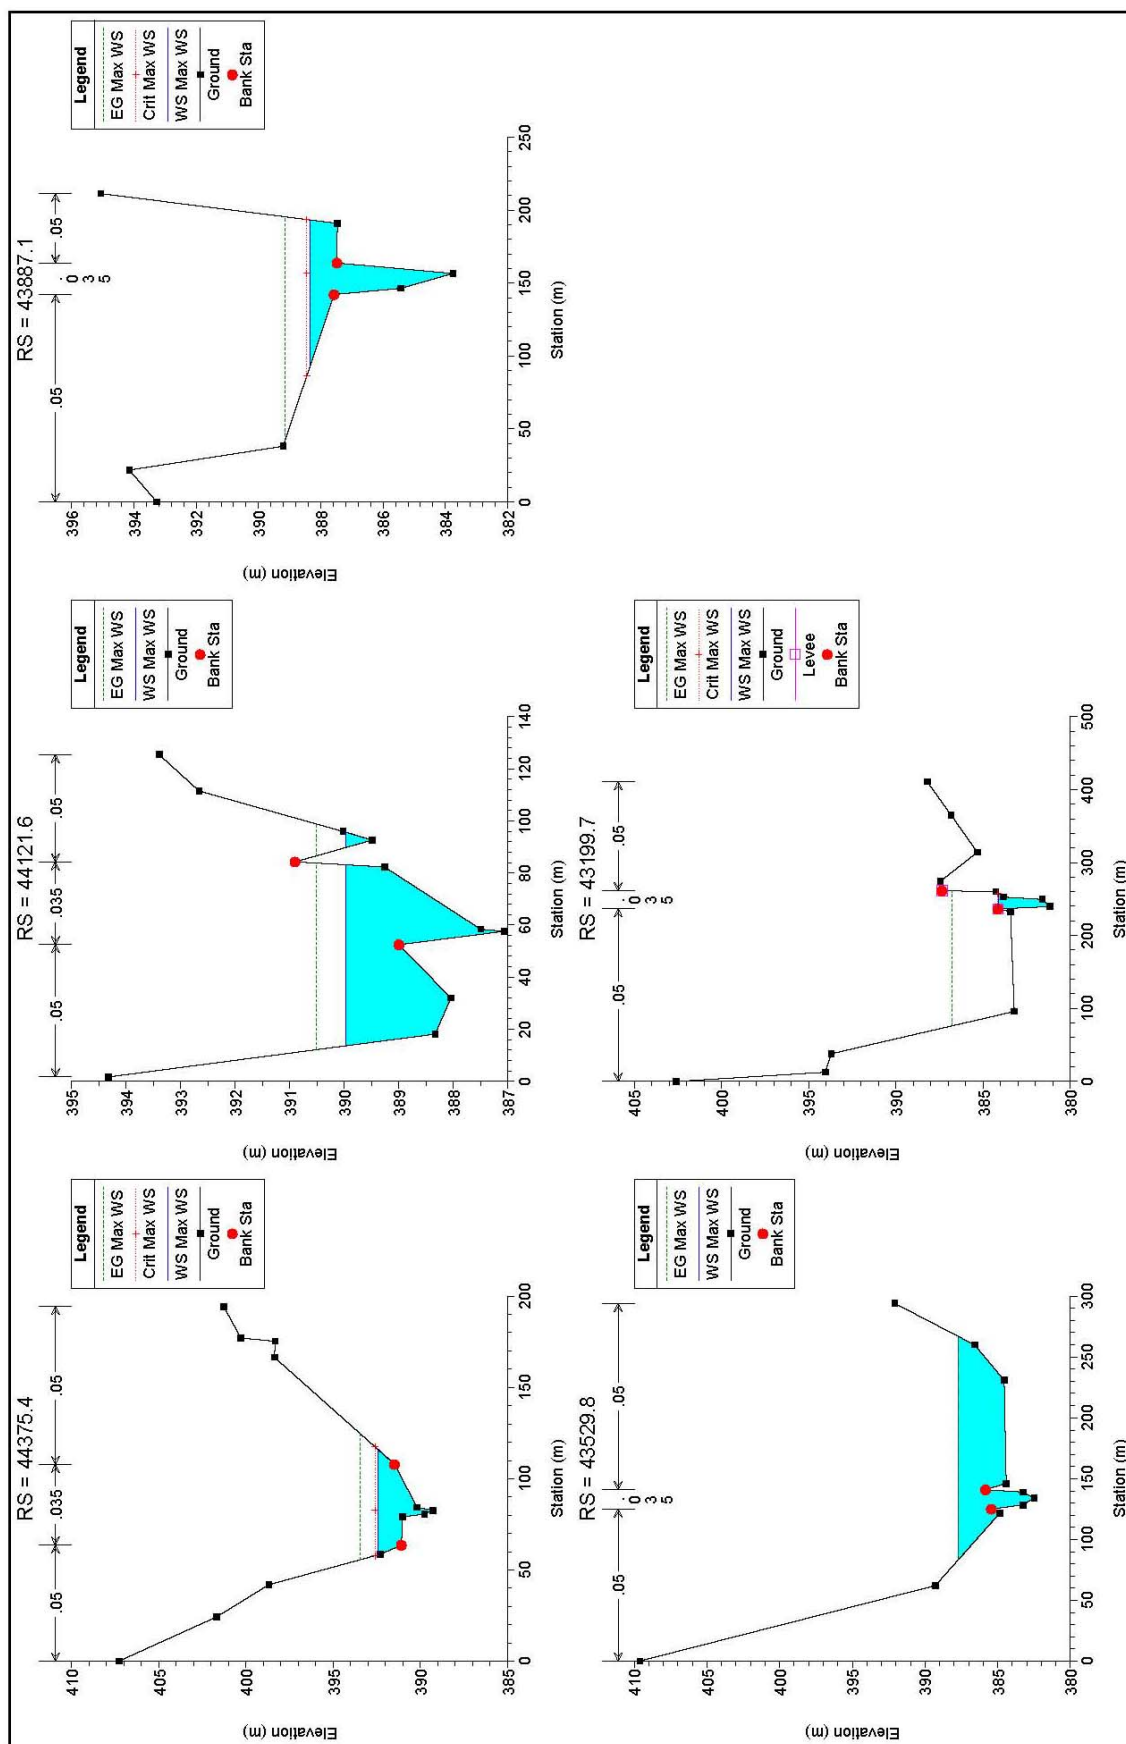 RS = 44375.4
.05
.035
.05
Legend
EG Max WS
Crit Max WS
WS Max WS
Ground
Bank Sta
Elevation (m)
410
405
400
395
390
385
0
50
100
150
200
Station (m)
RS = 44121.6
.05
.035
.05
Legend
EG Max WS
WS Max WS
Ground
Bank Sta
Elevation (m)
395
394
393
392
391
390
389
388
387
0
20
40
60
80
100
120
140
Station (m)
RS = 43887.1
.05
.035
.05
Legend
EG Max WS
Crit Max WS
WS Max WS
Ground
Bank Sta
Elevation (m)
396
394
392
390
388
386
384
382
0
50
100
150
200
250
Station (m)
RS = 43529.8
.05
.035
.05
Legend
EG Max WS
WS Max WS
Ground
Bank Sta
Elevation (m)
410
405
400
395
390
385
380
0
50
100
150
200
250
300
Station (m)
RS = 43199.7
.05
.035
.05
Legend
EG Max WS
Crit Max WS
WS Max WS
Ground
Levee
Bank Sta
Elevation (m)
405
400
395
390
385
380
0
100
200
300
400
500
Station (m)